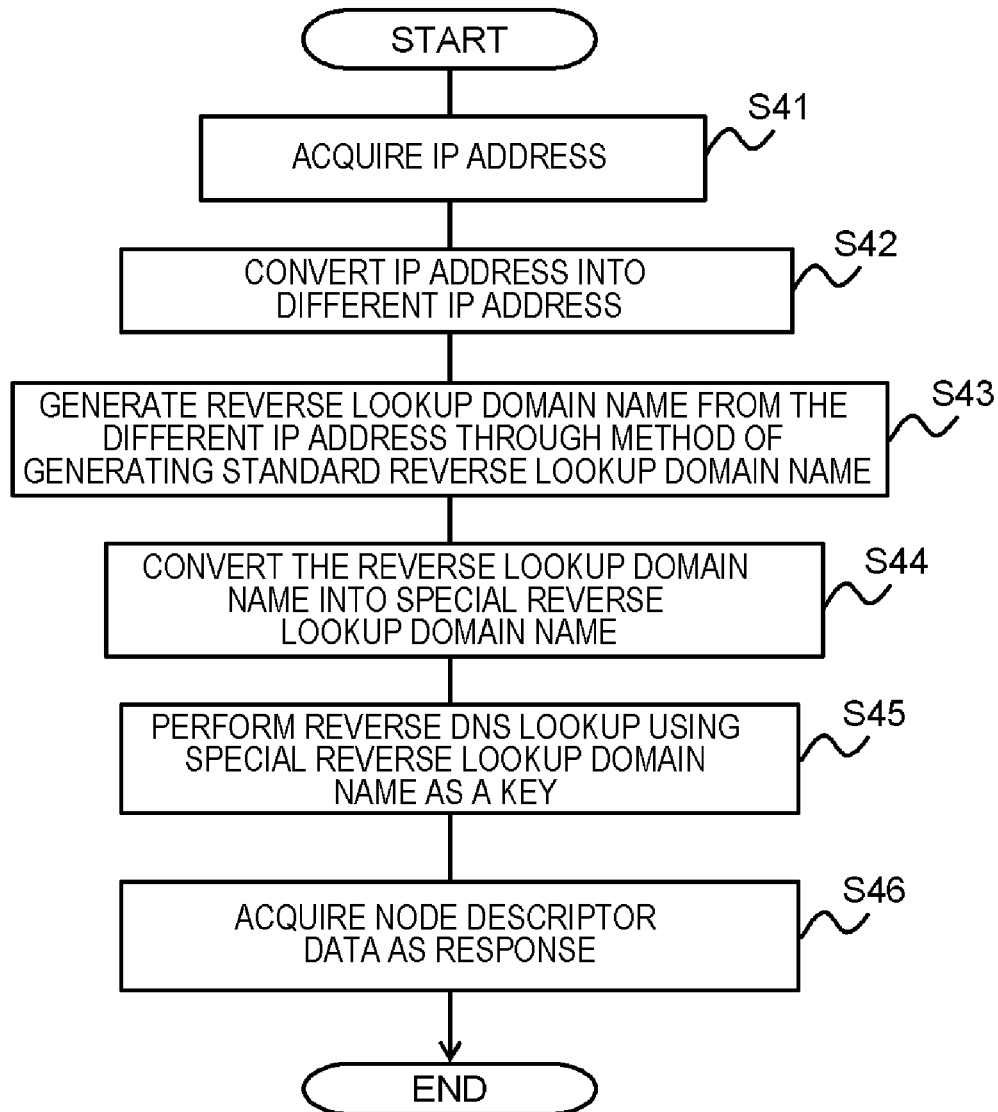 START
S41
ACQUIRE IP ADDRESS
S42
CONVERT IP ADDRESS INTO
DIFFERENT IP ADDRESS
S43
GENERATE REVERSE LOOKUP DOMAIN NAME FROM THE
DIFFERENT IP ADDRESS THROUGH METHOD OF
GENERATING STANDARD REVERSE LOOKUP DOMAIN NAME
S44
CONVERT THE REVERSE LOOKUP DOMAIN
NAME INTO SPECIAL REVERSE
LOOKUP DOMAIN NAME
S45
PERFORM REVERSE DNS LOOKUP USING
SPECIAL REVERSE LOOKUP DOMAIN
NAME AS A KEY
S46
ACQUIRE NODE DESCRIPTOR
DATA AS RESPONSE
END